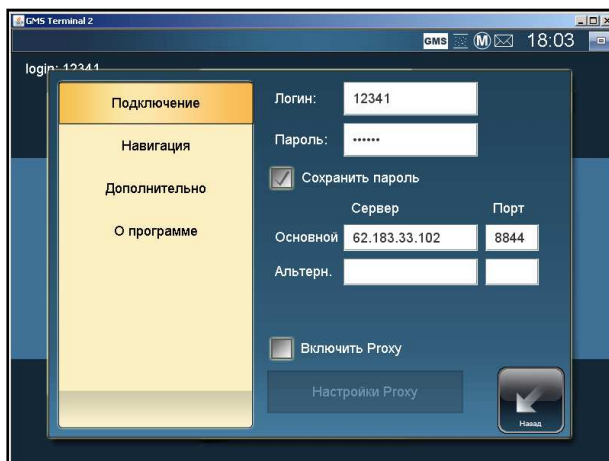 GMS Terminal 2
GMS M 18:03
login: 12341
Подключение
Навигация
Дополнительно
О программе
Логин: 12341
Пароль: ••••••
Сохранить пароль
Сервер Порт
Основной 62.183.33.102 8844
Альтерн.
Включить Proxy
Настройки Proxy
Назад